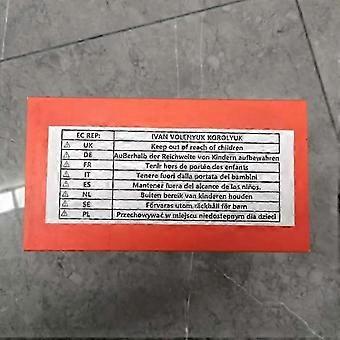 EC REP: IVAN VOLENYUK KOROLYUK
UK Keep out of reach of children
DE Außerhalb der Reichweite von Kindern aufbewahren
FR Tenir hors de portée des enfants
IT Tenere fuori dalla portata dei bambini
ES Mantener fuera del alcance de los niños.
NL Buiten bereik van kinderen houden
SE Förvaras utom räckhåll för barn
PL Przechowywać w miejscu niedostępnym dla dzieci